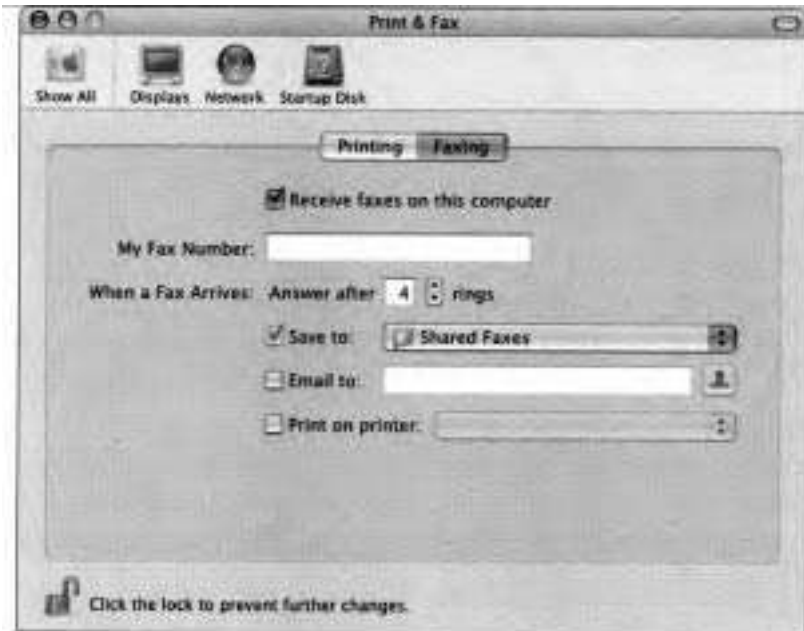 Print & Fax
Show All Displays Network Startup Disk
Printing Faxing
Receive faxes on this computer
My Fax Number:
When a Fax Arrives: Answer after 4 rings
Save to: Shared Faxes
Email to:
Print on printer:
Click the lock to prevent further changes.